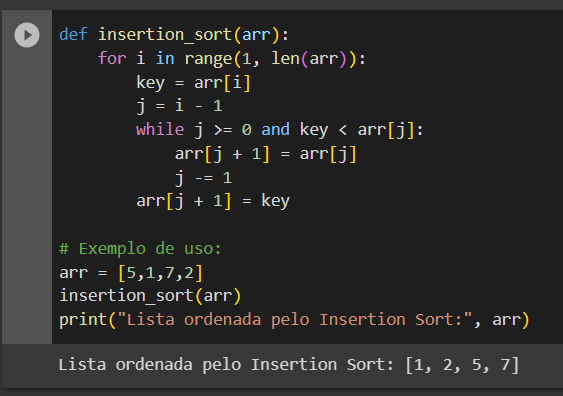 def insertion_sort(arr):
    for i in range(1, len(arr)):
        key = arr[i]
        j = i - 1
        while j >= 0 and key < arr[j]:
            arr[j + 1] = arr[j]
            j -= 1
        arr[j + 1] = key

# Exemplo de uso:
arr = [5,1,7,2]
insertion_sort(arr)
print("Lista ordenada pelo Insertion Sort:", arr)
Lista ordenada pelo Insertion Sort: [1, 2, 5, 7]